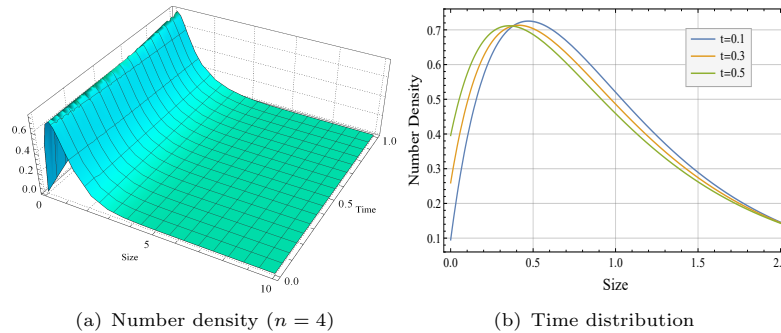 0.6
0.4
0.2
0.0
0
5
Size
10
0.0
0.5
Time
1.0
0.7
0.6
0.5
0.4
0.3
0.2
0.1
Number Density
t=0.1
t=0.3
t=0.5
0.0 0.5 1.0 1.5 2.
Size
(a) Number density (n = 4)
(b) Time distribution